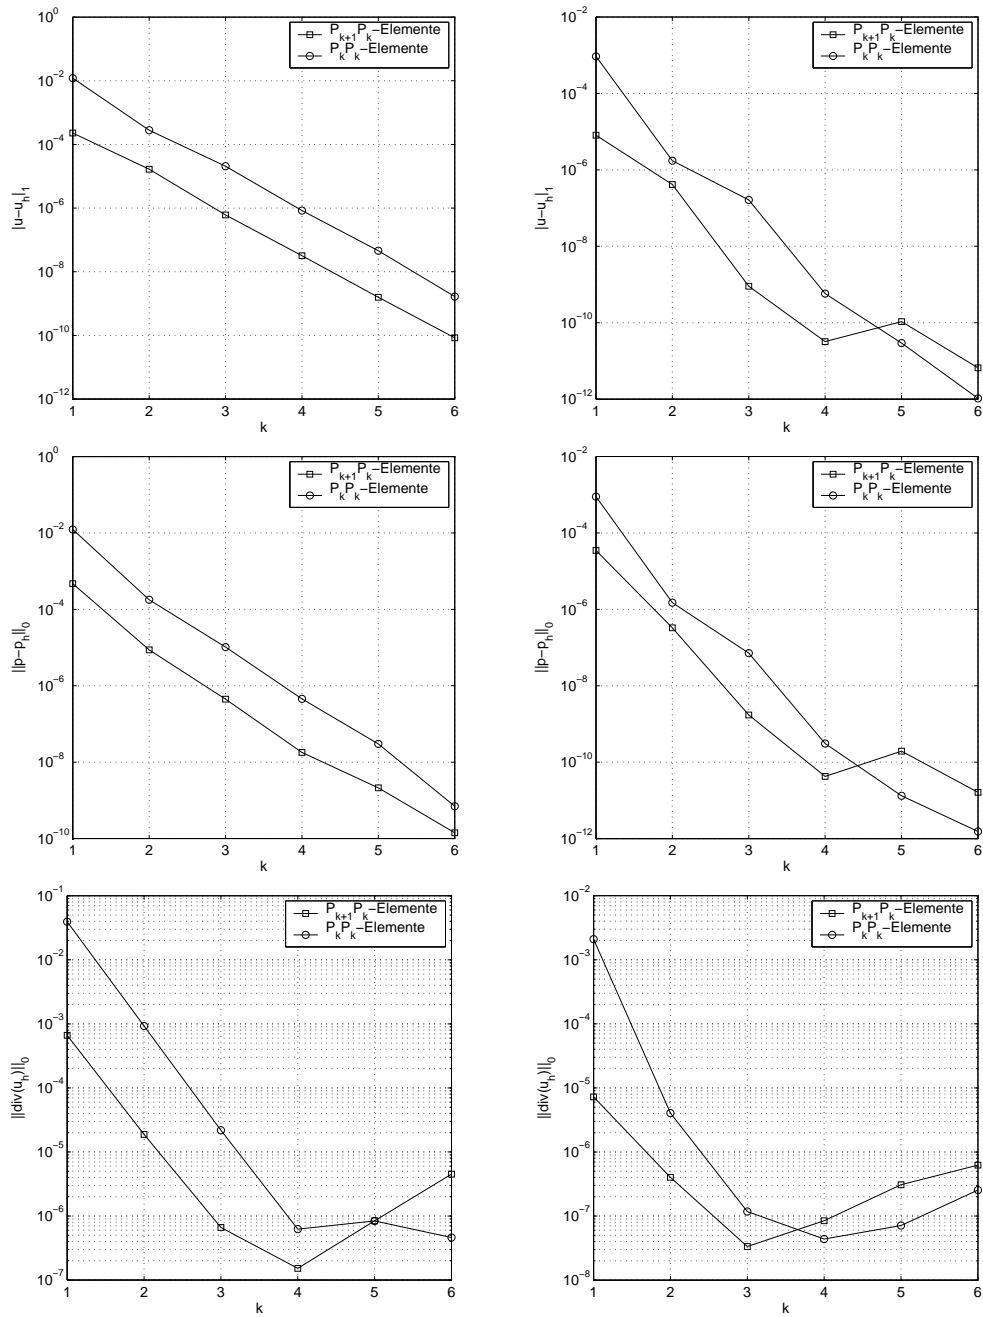 10^0
10^−2
10^−4
10^−6
10^−8
10^−10
10^−12
|u−u_h|_1
1 2 3 4 5 6
k
P_{k+1}P_k−Elemente
P_kP_k−Elemente
10^−2
10^−4
10^−6
10^−8
10^−10
10^−12
|u−u_h|_1
1 2 3 4 5 6
k
P_{k+1}P_k−Elemente
P_kP_k−Elemente
10^0
10^−2
10^−4
10^−6
10^−8
10^−10
||p−p_h||_0
1 2 3 4 5 6
k
P_{k+1}P_k−Elemente
P_kP_k−Elemente
10^−2
10^−4
10^−6
10^−8
10^−10
10^−12
||p−p_h||_0
1 2 3 4 5 6
k
P_{k+1}P_k−Elemente
P_kP_k−Elemente
10^−1
10^−2
10^−3
10^−4
10^−5
10^−6
10^−7
||div(u_h)||_0
1 2 3 4 5 6
k
P_{k+1}P_k−Elemente
P_kP_k−Elemente
10^−2
10^−3
10^−4
10^−5
10^−6
10^−7
10^−8
||div(u_h)||_0
1 2 3 4 5 6
k
P_{k+1}P_k−Elemente
P_kP_k−Elemente